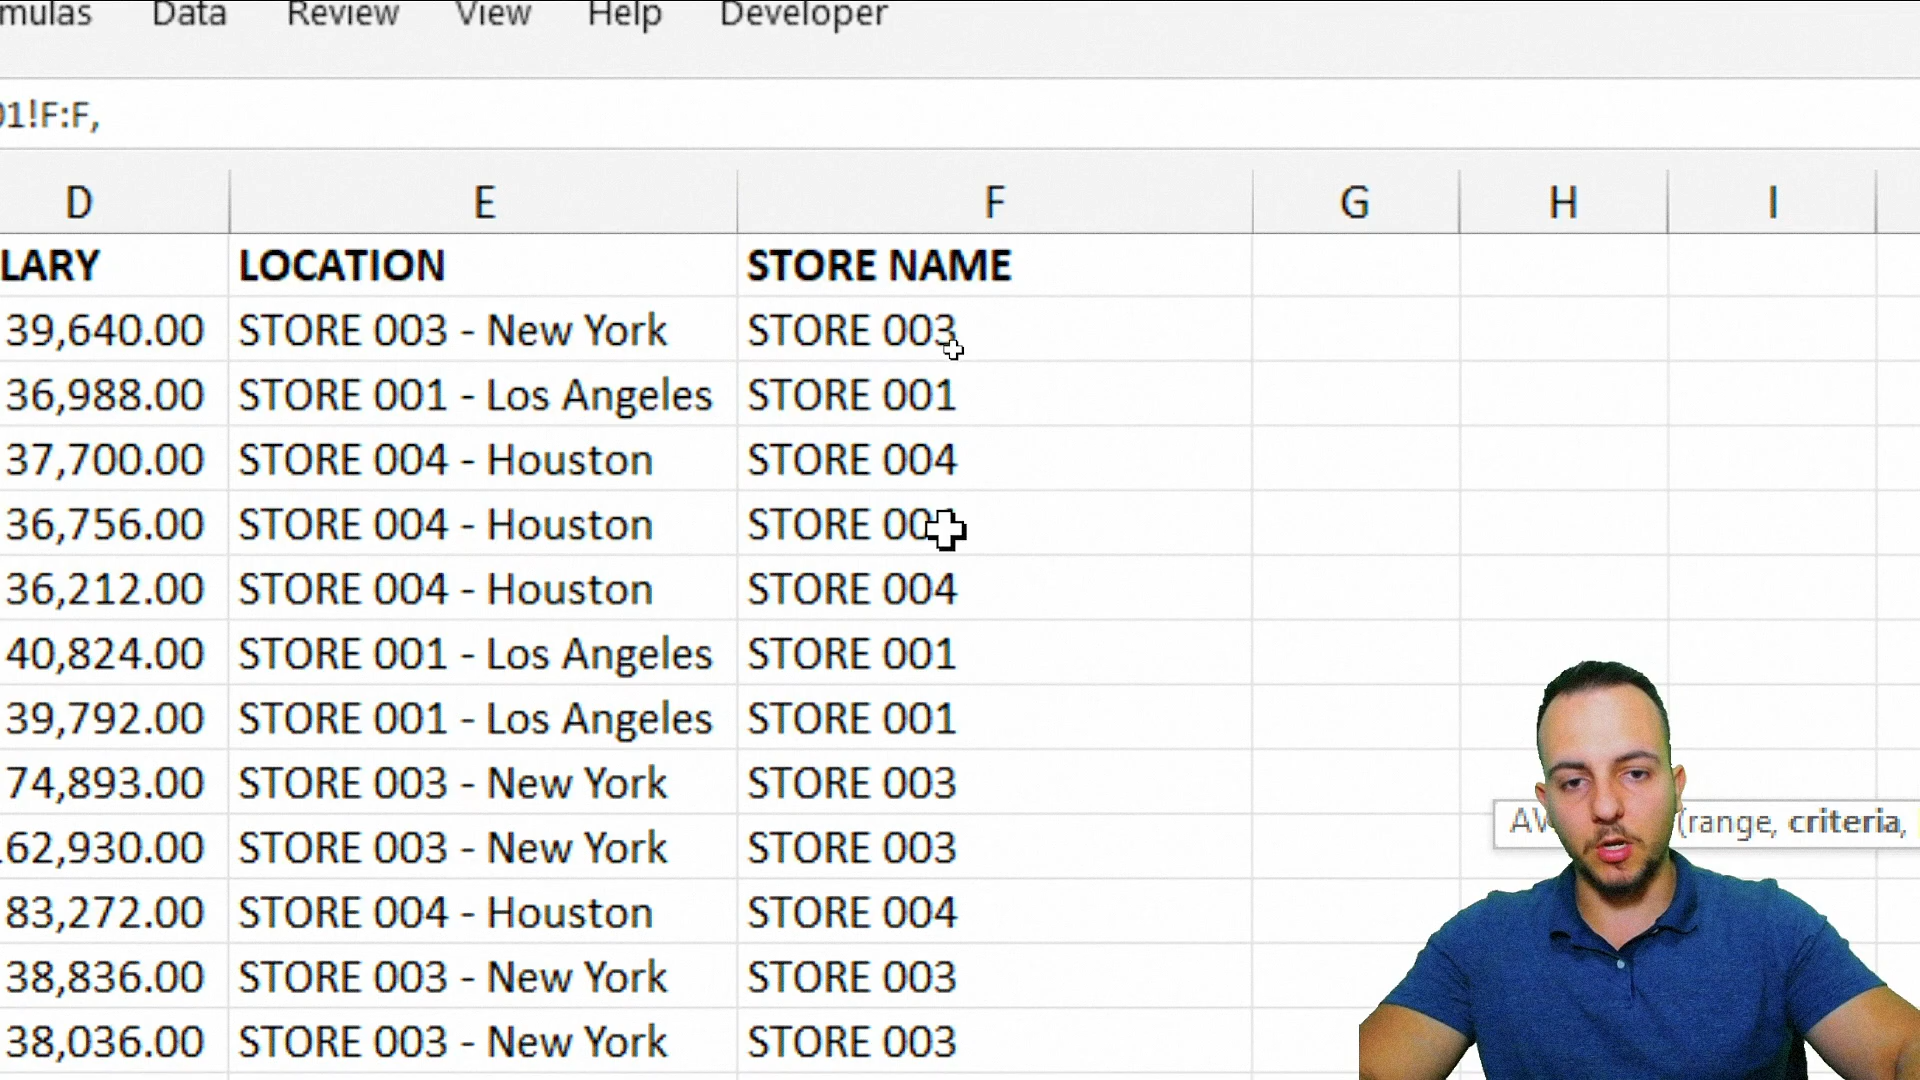 mulas Data Review View Help Developer
01!F:F,
D E F G H I
LARY LOCATION STORE NAME
39,640.00 STORE 003 - New York STORE 003
36,988.00 STORE 001 - Los Angeles STORE 001
37,700.00 STORE 004 - Houston STORE 004
36,756.00 STORE 004 - Houston STORE 00
36,212.00 STORE 004 - Houston STORE 004
40,824.00 STORE 001 - Los Angeles STORE 001
39,792.00 STORE 001 - Los Angeles STORE 001
74,893.00 STORE 003 - New York STORE 003
AV (range, criteria,
62,930.00 STORE 003 - New York STORE 003
83,272.00 STORE 004 - Houston STORE 004
38,836.00 STORE 003 - New York STORE 003
38,036.00 STORE 003 - New York STORE 003